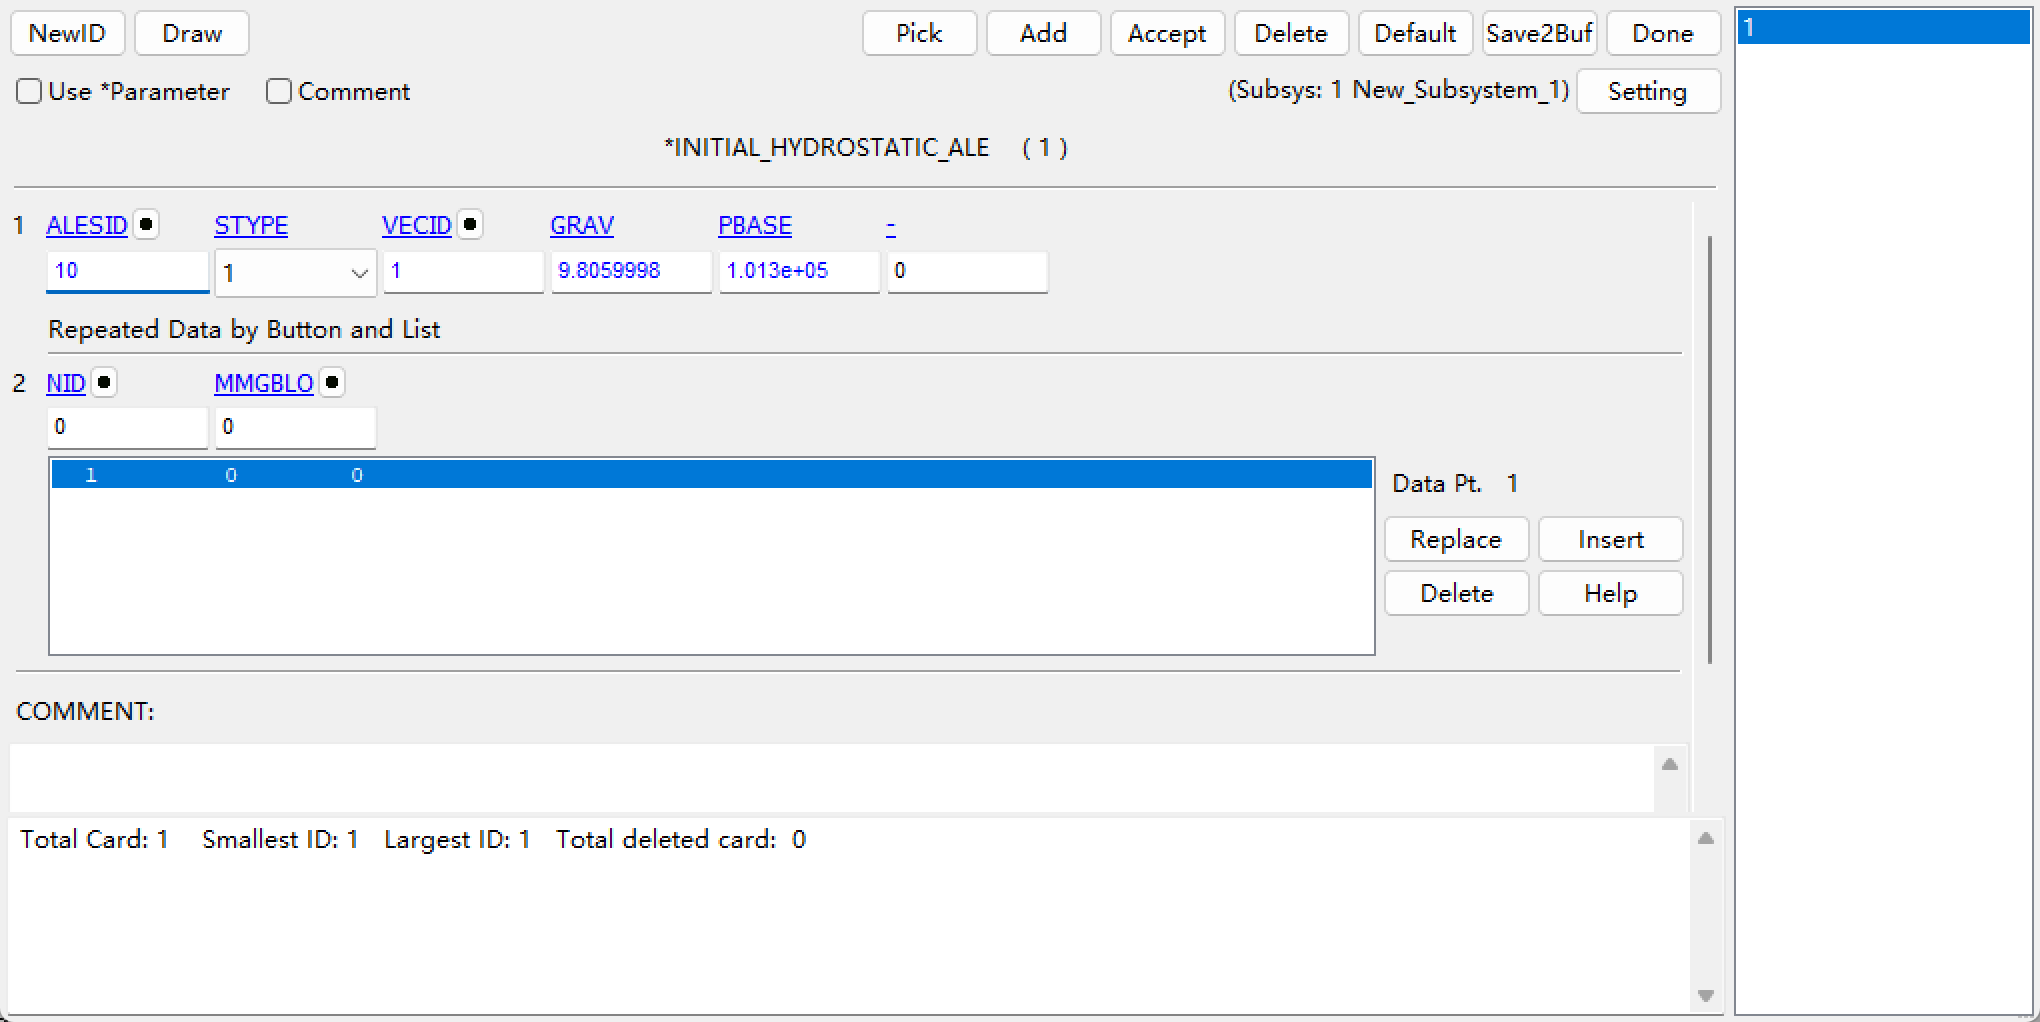 NewID Draw Pick Add Accept Delete Default Save2Buf Done
Use *Parameter Comment (Subsys: 1 New_Subsystem_1) Setting
*INITIAL_HYDROSTATIC_ALE ( 1 )
1 ALESID STYPE VECID GRAV PBASE -
10 1 1 9.8059998 1.013e+05 0
Repeated Data by Button and List
2 NID MMGBLO
0 0
1 0 0
Data Pt. 1
Replace Insert
Delete Help
COMMENT:
Total Card: 1 Smallest ID: 1 Largest ID: 1 Total deleted card: 0
1